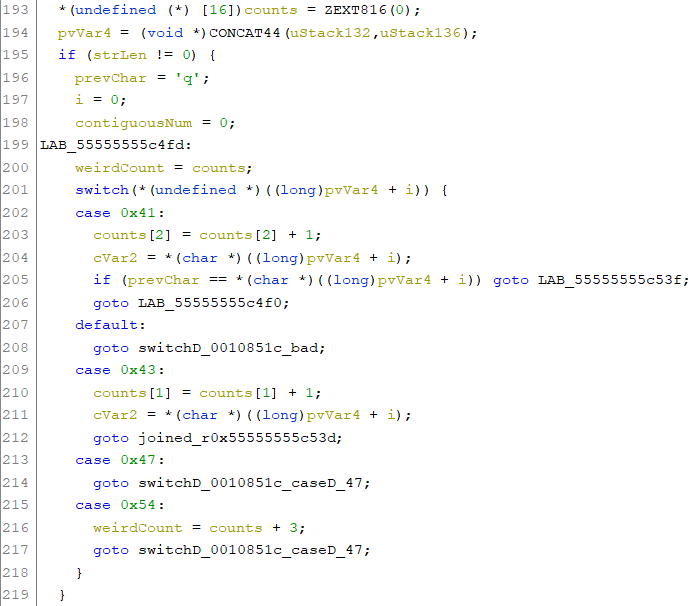 193 *(undefined (*) [16])counts = ZEXT816(0);
194 pvVar4 = (void *)CONCAT44(uStack132,uStack136);
195 if (strLen != 0) {
196 prevChar = 'q';
197 i = 0;
198 contiguousNum = 0;
199 LAB_55555555c4fd:
200 weirdCount = counts;
201 switch(*(undefined *)((long)pvVar4 + i)) {
202 case 0x41:
203 counts[2] = counts[2] + 1;
204 cVar2 = *(char *)((long)pvVar4 + i);
205 if (prevChar == *(char *)((long)pvVar4 + i)) goto LAB_55555555c53f;
206 goto LAB_55555555c4f0;
207 default:
208 goto switchD_0010851c_bad;
209 case 0x43:
210 counts[1] = counts[1] + 1;
211 cVar2 = *(char *)((long)pvVar4 + i);
212 goto joined_r0x55555555c53d;
213 case 0x47:
214 goto switchD_0010851c_caseD_47;
215 case 0x54:
216 weirdCount = counts + 3;
217 goto switchD_0010851c_caseD_47;
218 }
219 }